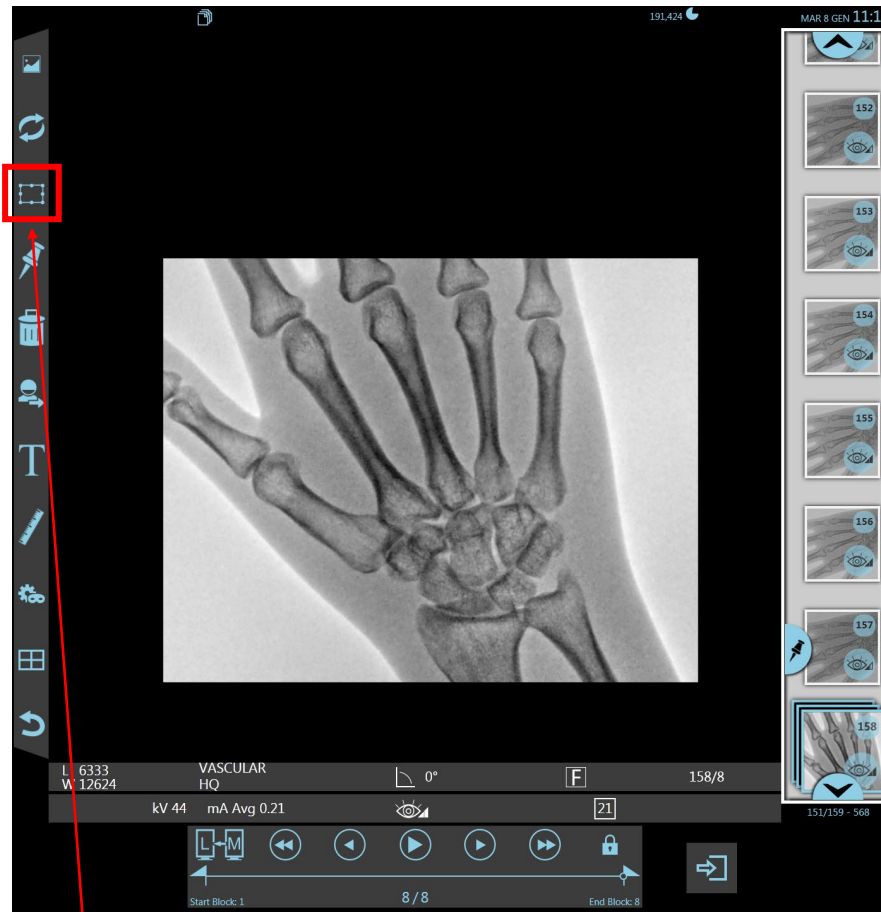 191,424
MAR 8 GEN 11:1
152
153
154
155
156
157
158
T
L 6333
W 12624
VASCULAR
HQ
0°
F
158/8
kV 44 mA Avg 0.21
21
151/159 - 568
L M
Start Block: 1
8 / 8
End Block: 8